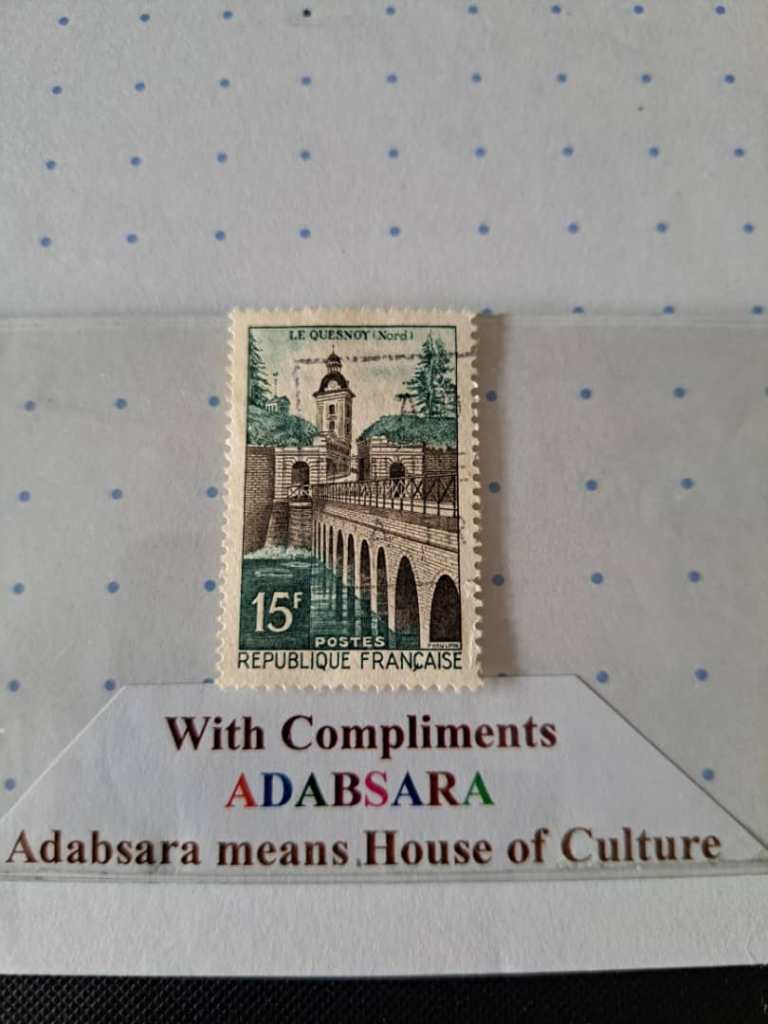 LE QUESNOY (Nord)
15F
POSTES
REPUBLIQUE FRANÇAISE
With Compliments
ADABSARA
Adabsara means House of Culture